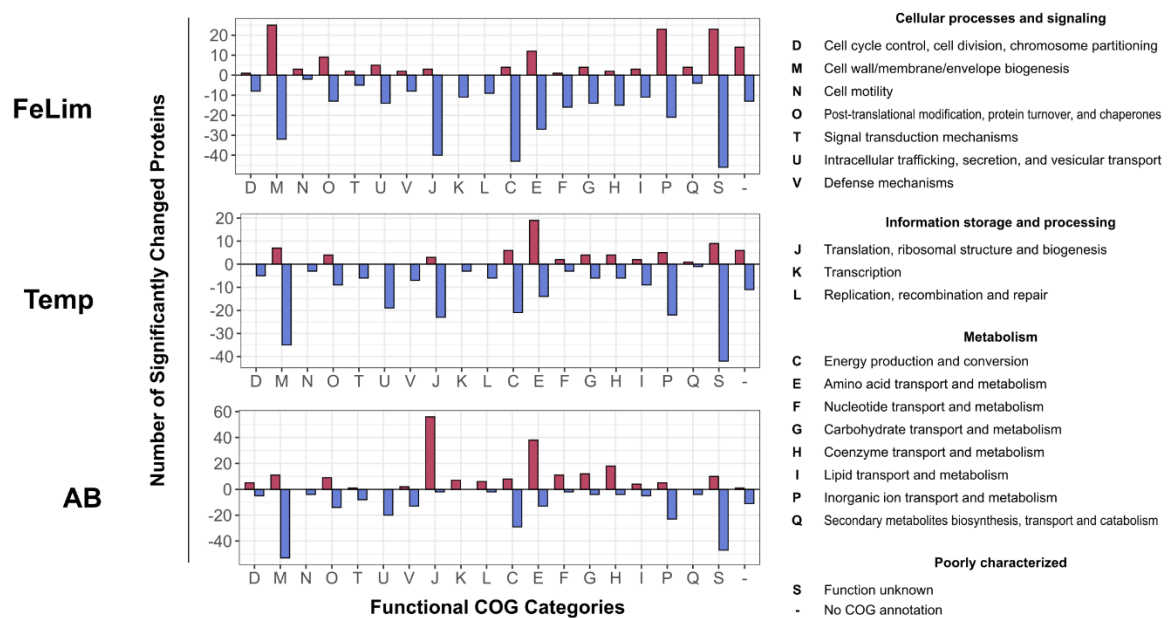 FeLim
Temp
AB
Number of Significantly Changed Proteins
20
10
0
-10
-20
-30
-40
D M N O T U V J K L C E F G H I P Q S -
20
10
0
-10
-20
-30
-40
D M N O T U V J K L C E F G H I P Q S -
60
40
20
0
-20
-40
D M N O T U V J K L C E F G H I P Q S -
Functional COG Categories
Cellular processes and signaling
D Cell cycle control, cell division, chromosome partitioning
M Cell wall/membrane/envelope biogenesis
N Cell motility
O Post-translational modification, protein turnover, and chaperones
T Signal transduction mechanisms
U Intracellular trafficking, secretion, and vesicular transport
V Defense mechanisms
Information storage and processing
J Translation, ribosomal structure and biogenesis
K Transcription
L Replication, recombination and repair
Metabolism
C Energy production and conversion
E Amino acid transport and metabolism
F Nucleotide transport and metabolism
G Carbohydrate transport and metabolism
H Coenzyme transport and metabolism
I Lipid transport and metabolism
P Inorganic ion transport and metabolism
Q Secondary metabolites biosynthesis, transport and catabolism
Poorly characterized
S Function unknown
- No COG annotation